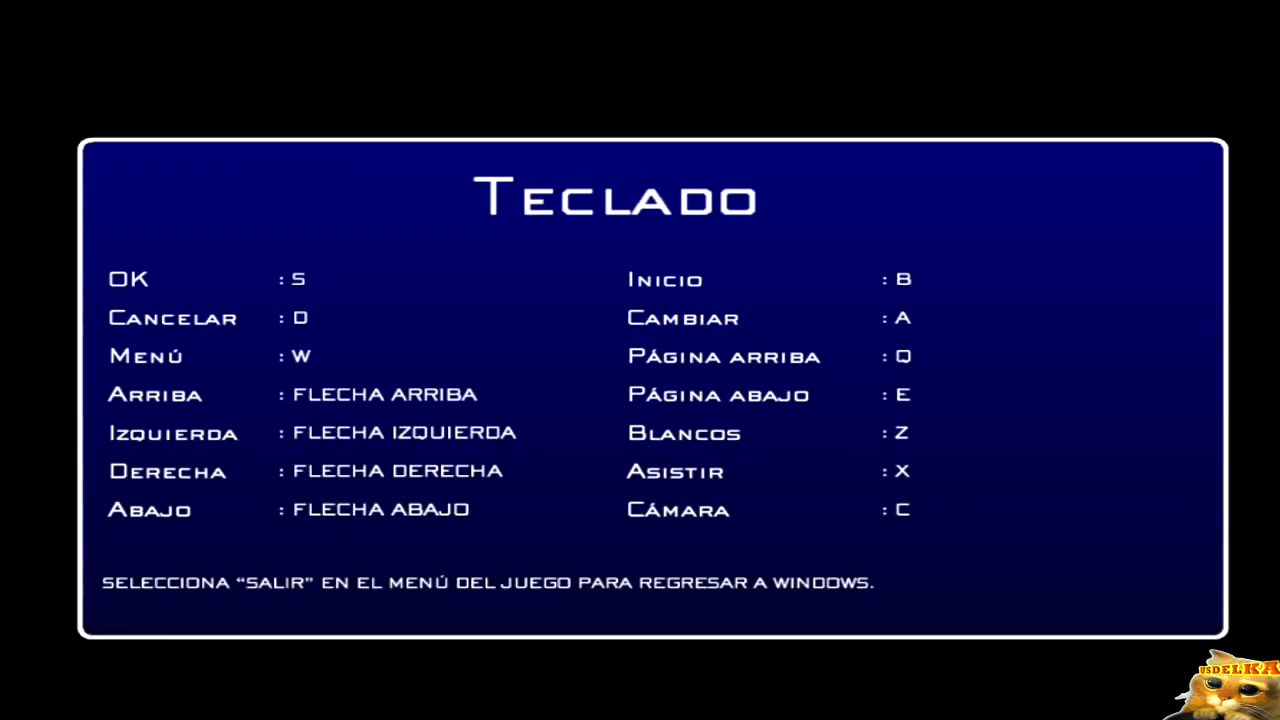 TECLADO
OK : S INICIO : B
CANCELAR : D CAMBIAR : A
MENÚ : W PÁGINA ARRIBA : Q
ARRIBA : FLECHA ARRIBA PÁGINA ABAJO : E
IZQUIERDA : FLECHA IZQUIERDA BLANCOS : Z
DERECHA : FLECHA DERECHA ASISTIR : X
ABAJO : FLECHA ABAJO CÁMARA : C
SELECCIONA “SALIR” EN EL MENÚ DEL JUEGO PARA REGRESAR A WINDOWS.
USDELKA